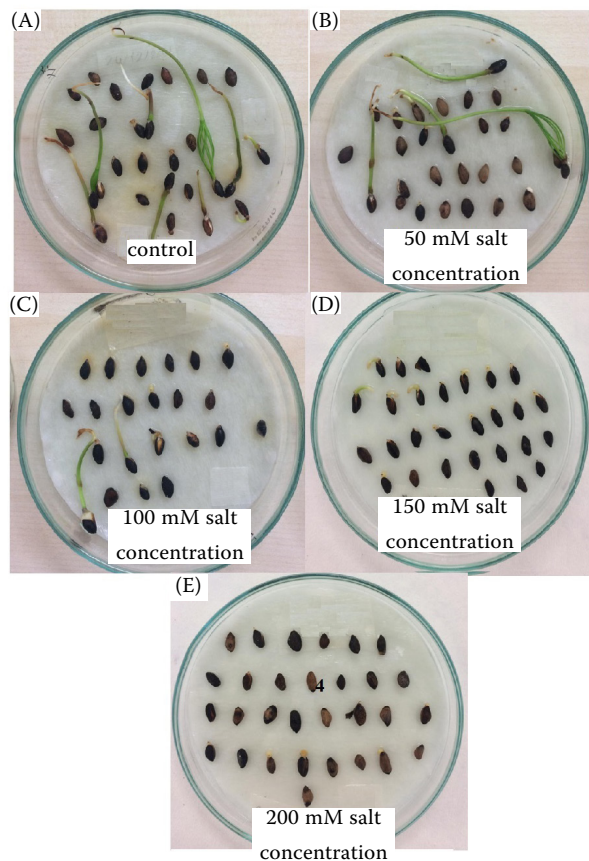 (A)
(B)
control
50 mM salt
concentration
(C)
(D)
100 mM salt
concentration
150 mM salt
concentration
(E)
4
200 mM salt
concentration